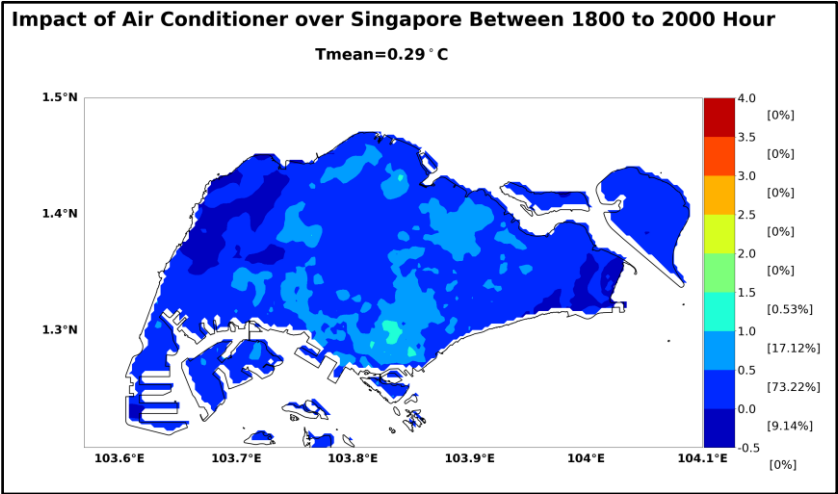 Impact of Air Conditioner over Singapore Between 1800 to 2000 Hour
Tmean=0.29°C
1.5°N
1.4°N
1.3°N
103.6°E
103.7°E
103.8°E
103.9°E
104°E
104.1°E
4.0
[0%]
3.5
[0%]
3.0
[0%]
2.5
[0%]
2.0
[0%]
1.5
[0.53%]
1.0
[17.12%]
0.5
[73.22%]
0.0
[9.14%]
-0.5
[0%]